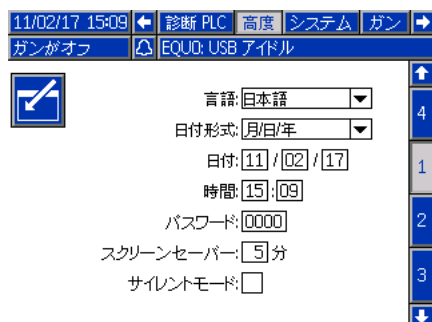 11/02/17 15:09 診断 PLC 高度 システム ガン
ガンがオフ EQU0: USB アイドル
言語: 日本語
4
日付形式: 月/日/年
日付: 11 / 02 / 17
1
時間: 15 : 09
パスワード: 0000
2
スクリーンセーバー: 5 分
サイレントモード:
3